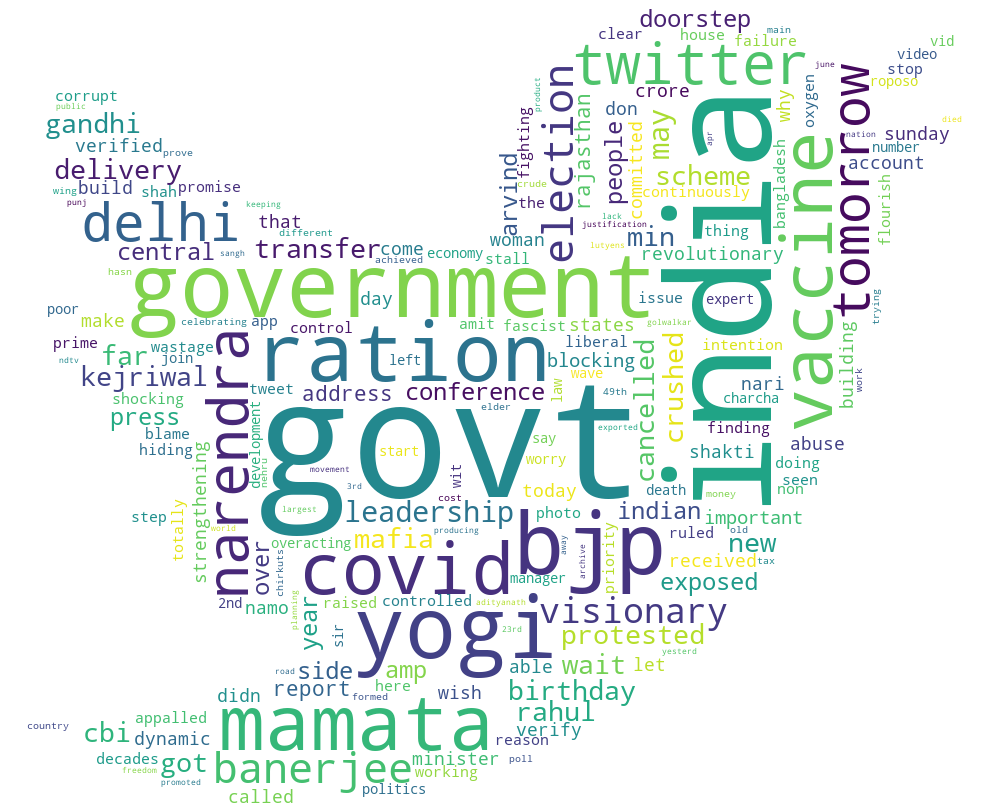 doorstep
clear
house
failure
main
vid
twitter
video
june
stop
roposo
corrupt
public
product
crore
why
oxygen
gandhi
verified
prove
election
rajasthan
don
may
india
apr
tomorrow
nation
died
sunday
number
account
delivery
arvind
fighting
crude
the
people
committed
scheme
continuously
bangladesh
vaccine
flourish
wing
build
shah
promise
punj
keeping
lack
justification
lutyens
delhi
that
different
woman
min
thing
revolutionary
central
transfer
sangh
come
achieved
economy
stall
hasn
government
day
issue
expert
trying
poor
make
celebrating
app
control
amit
fascist
states
golwalkar
prime
wastage
ration
left
liberal
blocking
intention
building
work
ndtv
far
join
wave
law
cancelled
crushed
kejriwal
narendra
tweet
address
conference
49th
nari
charcha
shocking
press
elder
exported
finding
blame
hiding
development
nehru
govt
start
say
worry
shakti
abuse
doing
seen
non
strengthening
movement
3rd
wit
cost
today
death
money
old
step
totally
world
largest
leadership
producing
photo
indian
important
tax
overacting
mafia
bjp
away
archive
priority
ruled
new
over
chirkuts
covid
manager
received
exposed
2nd
namo
planning
year
raised
controlled
adityanath
visionary
sir
yogi
23rd
protested
yesterd
road
side
amp
able
wait
let
report
formed
here
wish
birthday
didn
mamata
rahul
verify
country
cbi
appalled
dynamic
reason
decades
freedom
got
promoted
banerjee
minister
working
poll
called
politics